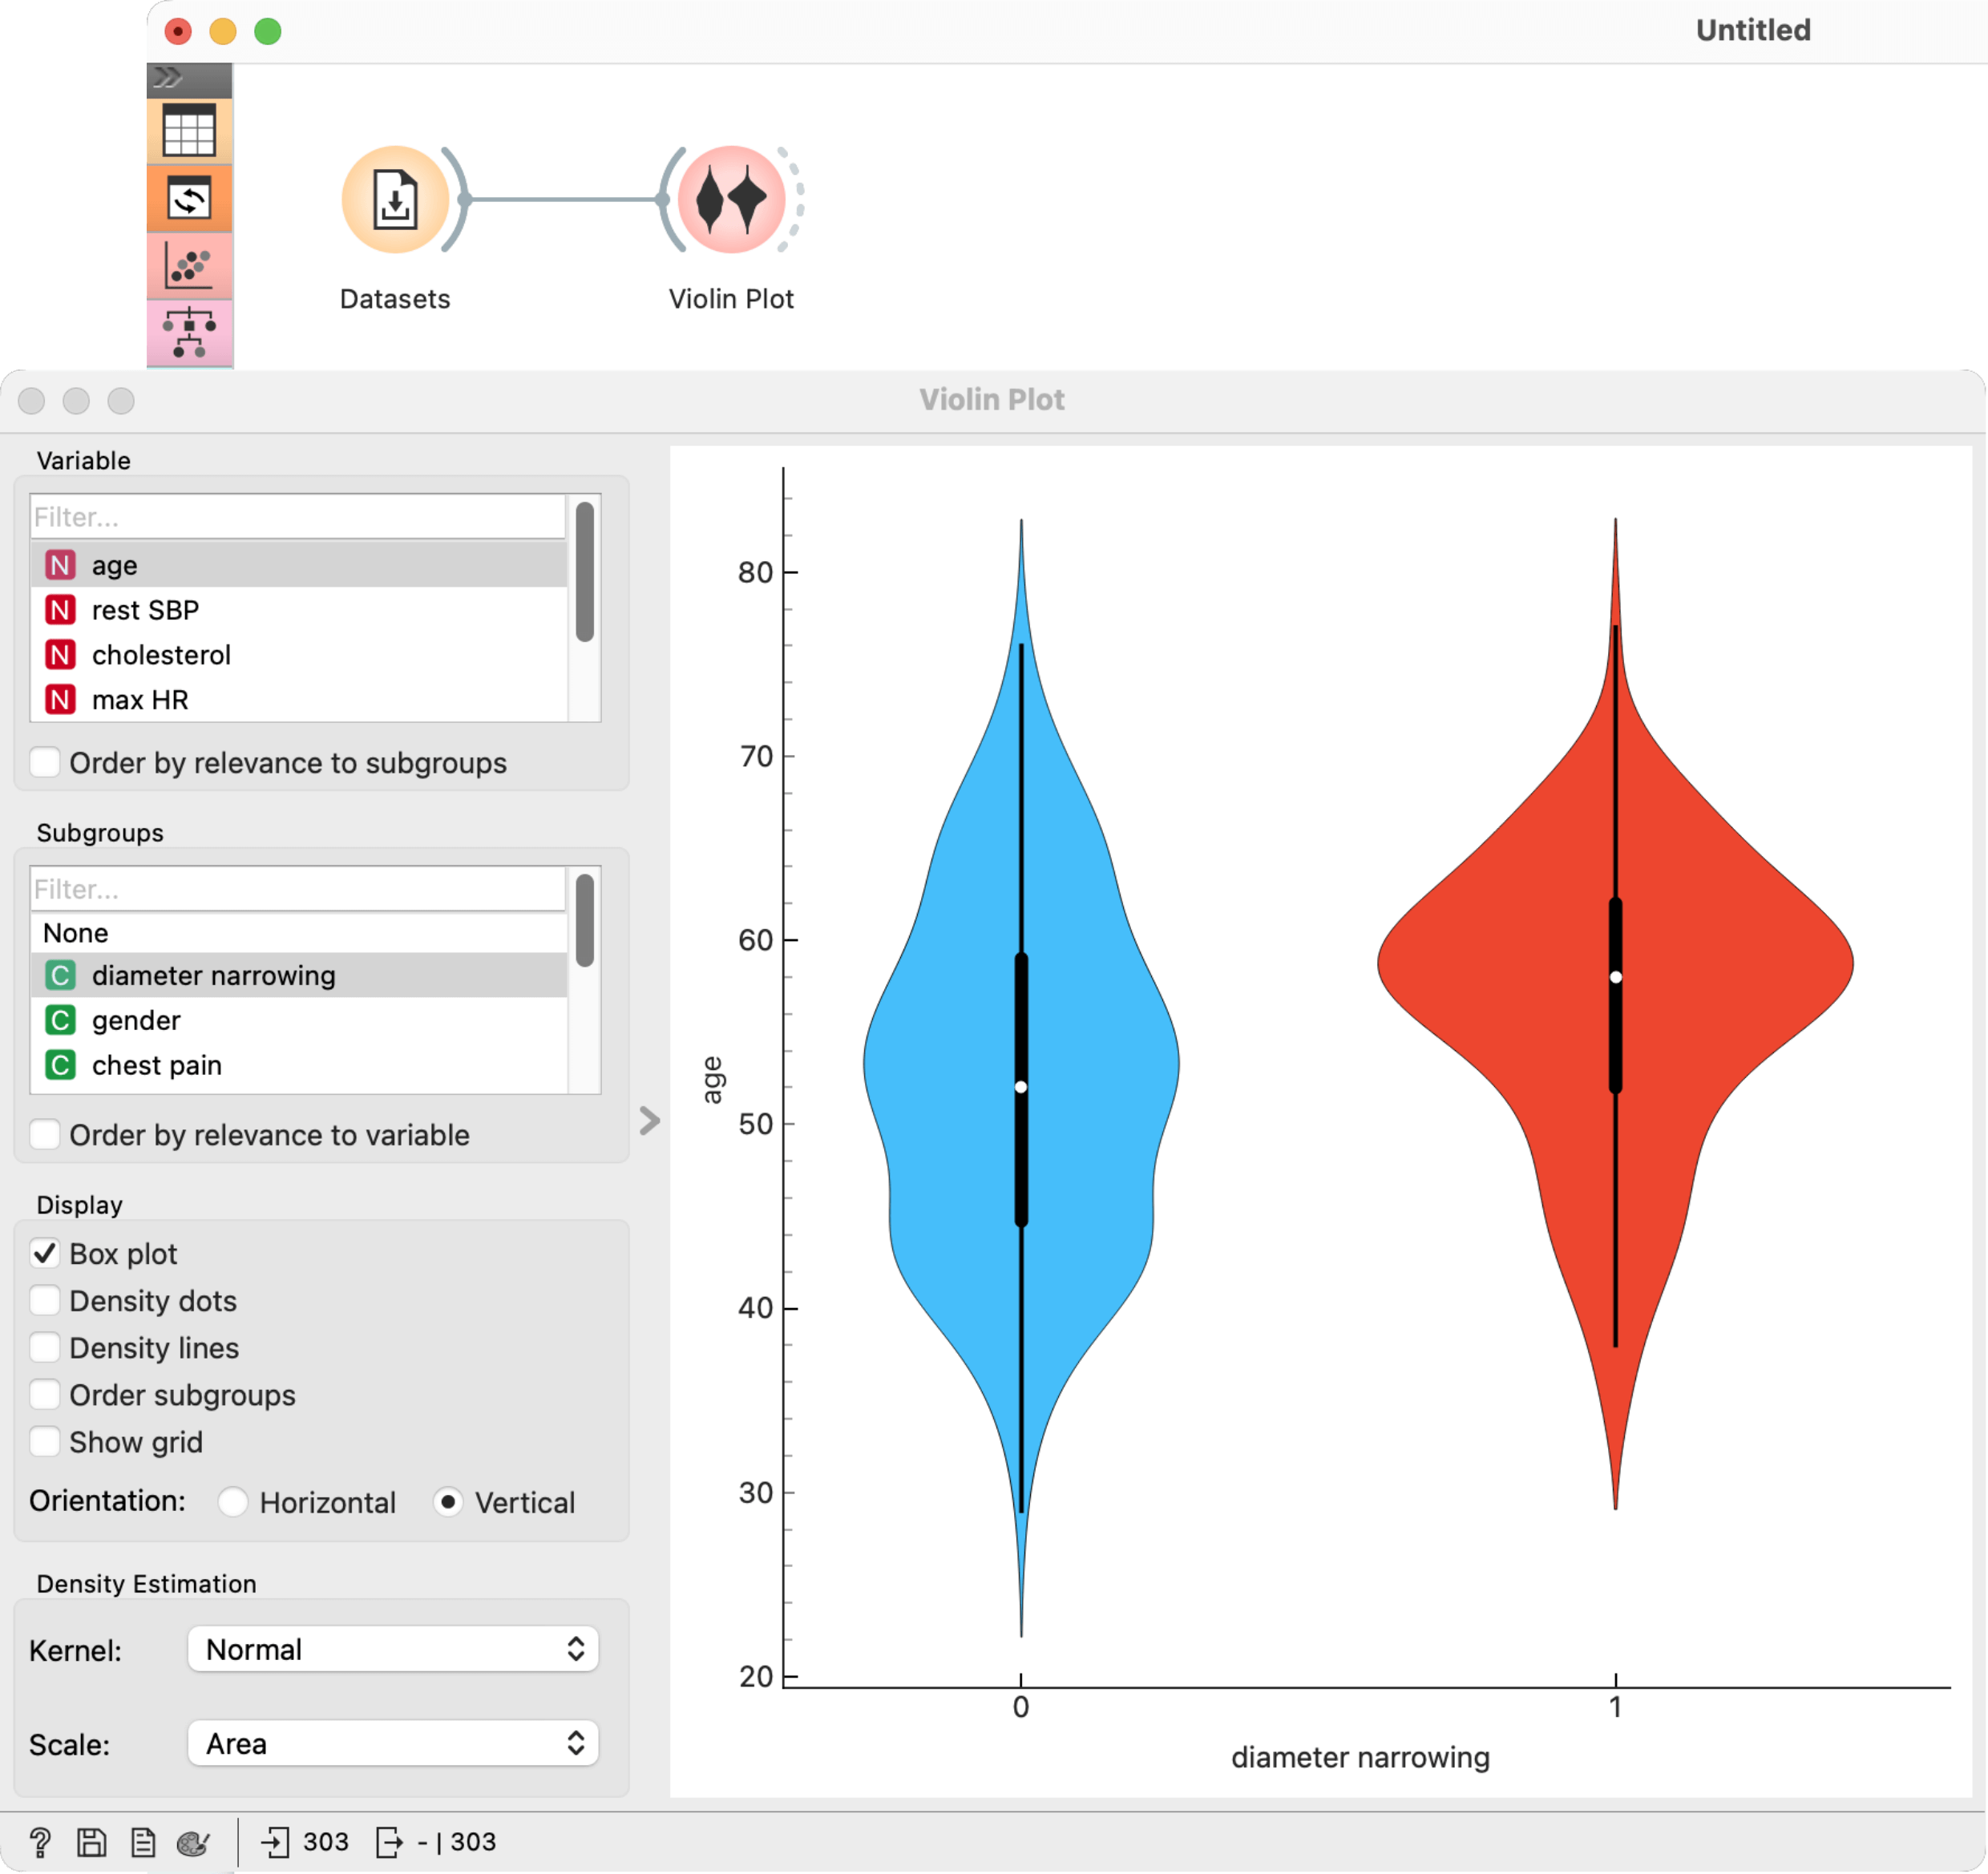 Untitled
Datasets
Violin Plot
Violin Plot
Variable
Filter...
N age
N rest SBP
N cholesterol
N max HR
Order by relevance to subgroups
Subgroups
Filter...
None
C diameter narrowing
C gender
C chest pain
Order by relevance to variable
Display
Box plot
Density dots
Density lines
Order subgroups
Show grid
Orientation: Horizontal Vertical
Density Estimation
Kernel: Normal
Scale: Area
80
70
60
50
40
30
20
age
0 1
diameter narrowing
? 303 - | 303